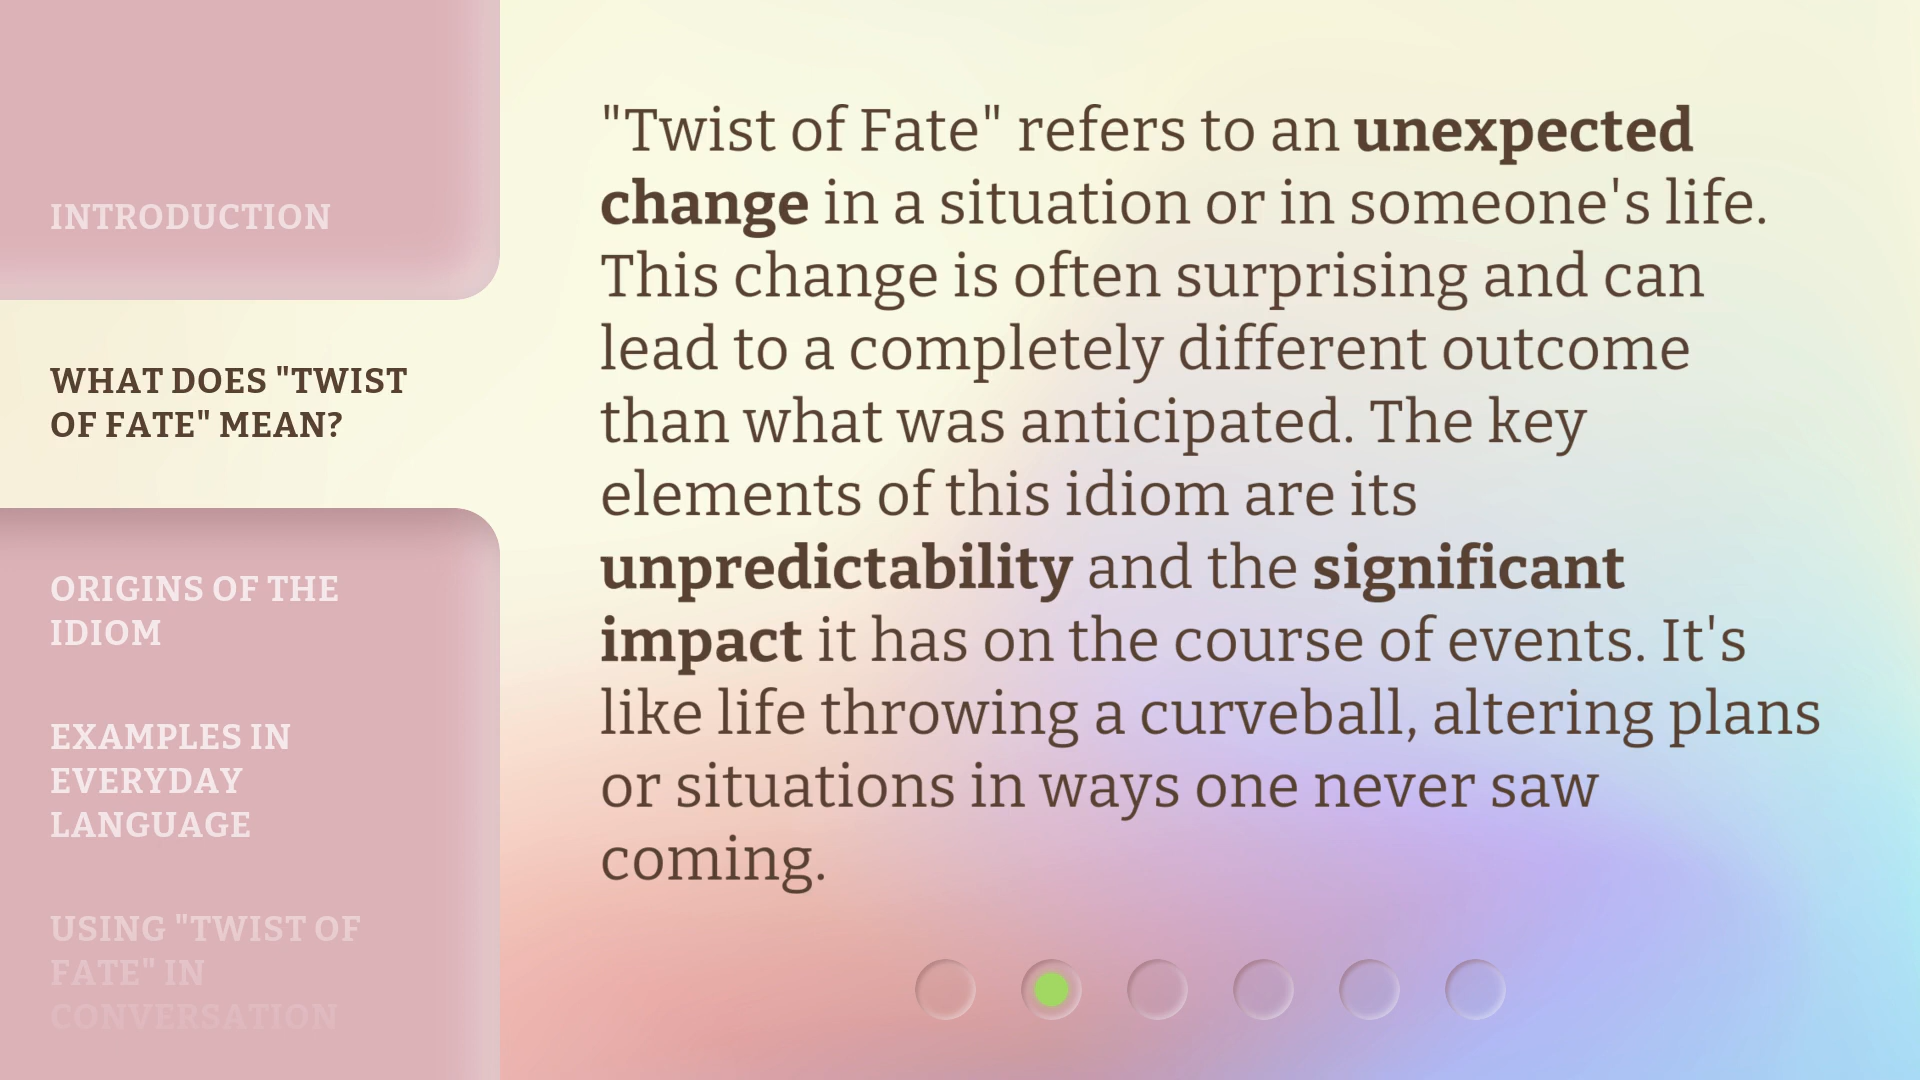 INTRODUCTION
WHAT DOES "TWIST
OF FATE" MEAN?
ORIGINS OF THE
IDIOM
EXAMPLES IN
EVERYDAY
LANGUAGE
USING "TWIST OF
FATE" IN
CONVERSATION
"Twist of Fate" refers to an unexpected
change in a situation or in someone's life.
This change is often surprising and can
lead to a completely different outcome
than what was anticipated. The key
elements of this idiom are its
unpredictability and the significant
impact it has on the course of events. It's
like life throwing a curveball, altering plans
or situations in ways one never saw
coming.